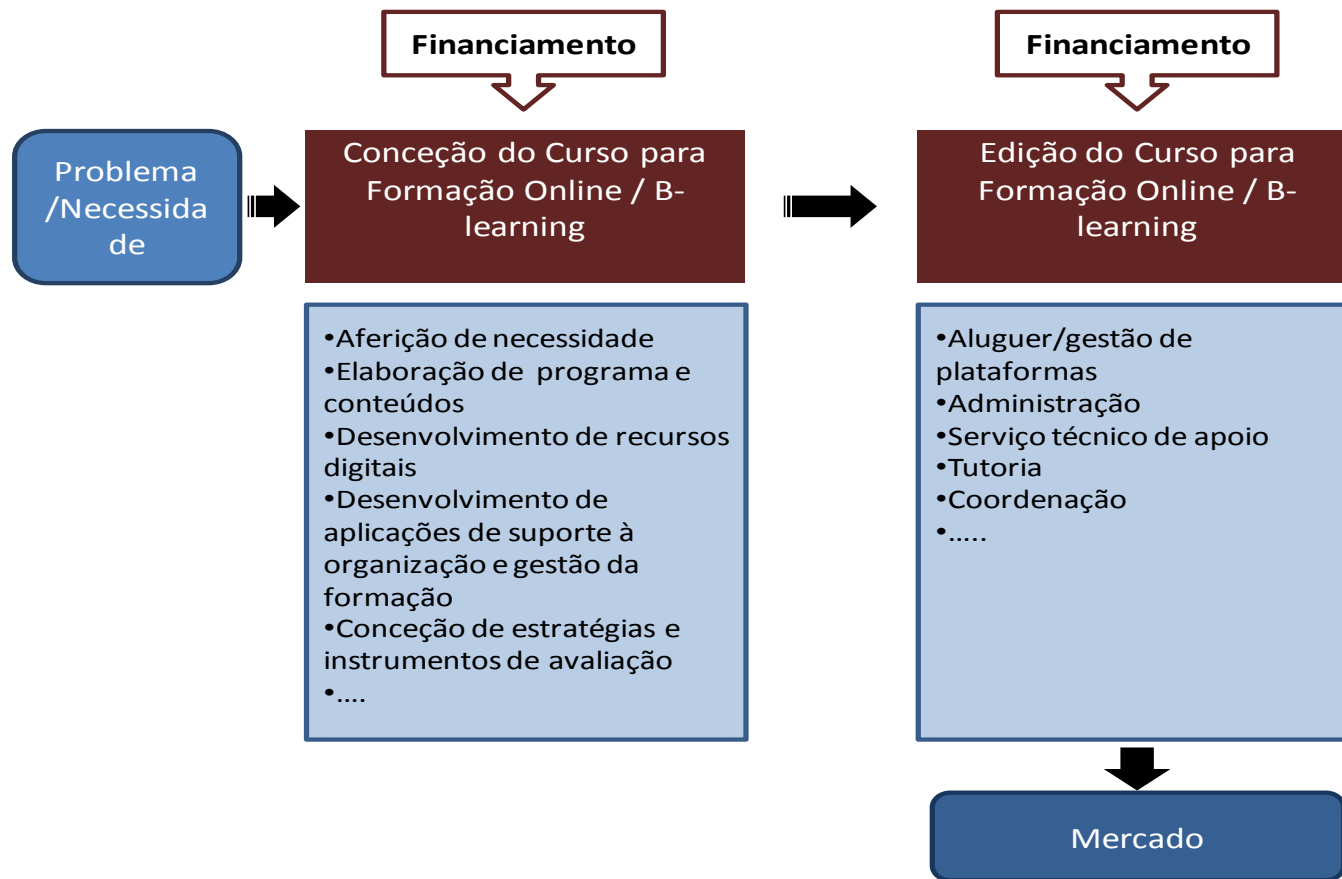 Financiamento
Financiamento
Problema
/Necessida
de
Conceção do Curso para
Formação Online / B-
learning
Edição do Curso para
Formação Online / B-
learning
•Aferição de necessidade
•Elaboração de programa e
conteúdos
•Desenvolvimento de recursos
digitais
•Desenvolvimento de
aplicações de suporte à
organização e gestão da
formação
•Conceção de estratégias e
instrumentos de avaliação
•....
•Aluguer/gestão de
plataformas
•Administração
•Serviço técnico de apoio
•Tutoria
•Coordenação
•.....
Mercado